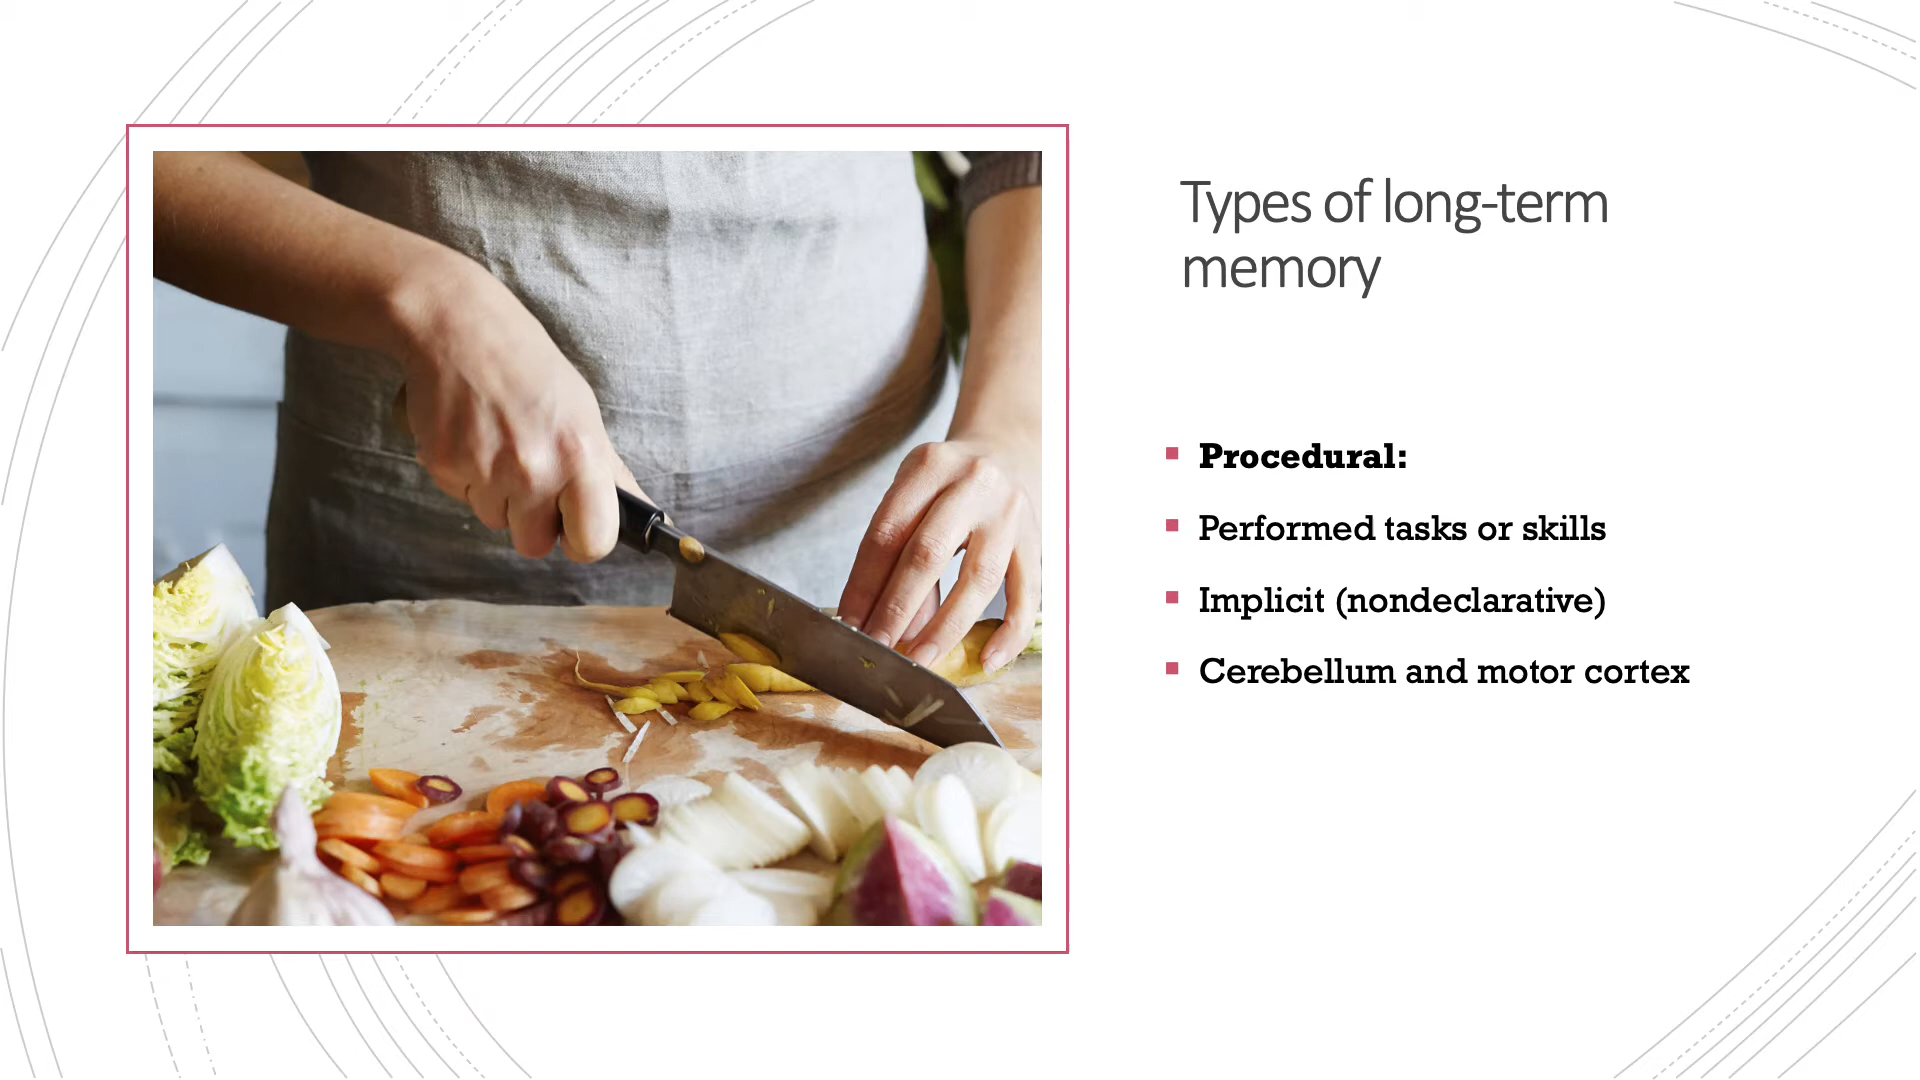 Types of long-term
memory
Procedural:
Performed tasks or skills
Implicit (nondeclarative)
Cerebellum and motor cortex